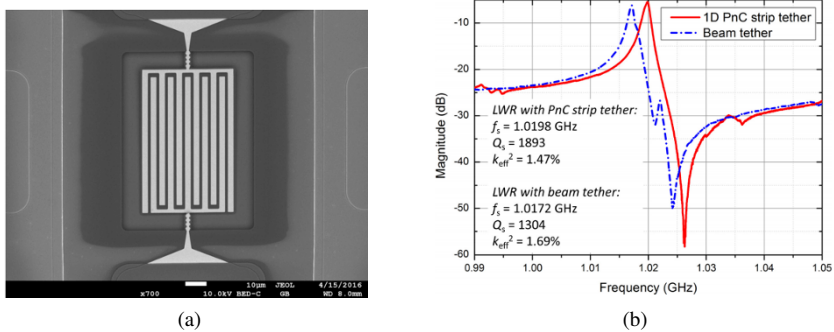 10µm JEOL 4/15/2016
x700 10.0kV BED-C GB WD 8.0mm
(a)
1D PnC strip tether
Beam tether
LWR with PnC strip tether:
fs = 1.0198 GHz
Qs = 1893
keff² = 1.47%
LWR with beam tether:
fs = 1.0172 GHz
Qs = 1304
keff² = 1.69%
Magnitude (dB)
-10
-20
-30
-40
-50
-60
0.99 1.00 1.01 1.02 1.03 1.04 1.05
Frequency (GHz)
(b)